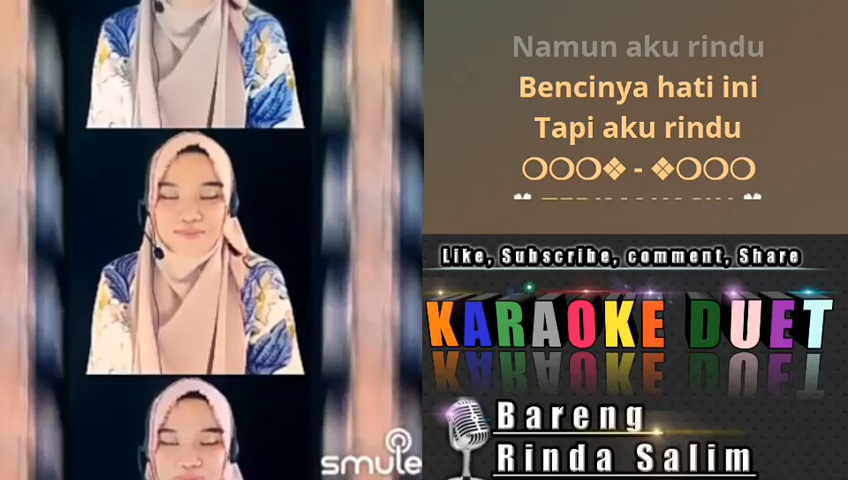 Namun aku rindu
Bencinya hati ini
Tapi aku rindu
❍❍❍❖ - ❖❍❍❍
Like, Subscribe, comment, Share
KARAOKE DUET
Bareng
Rinda Salim
smule